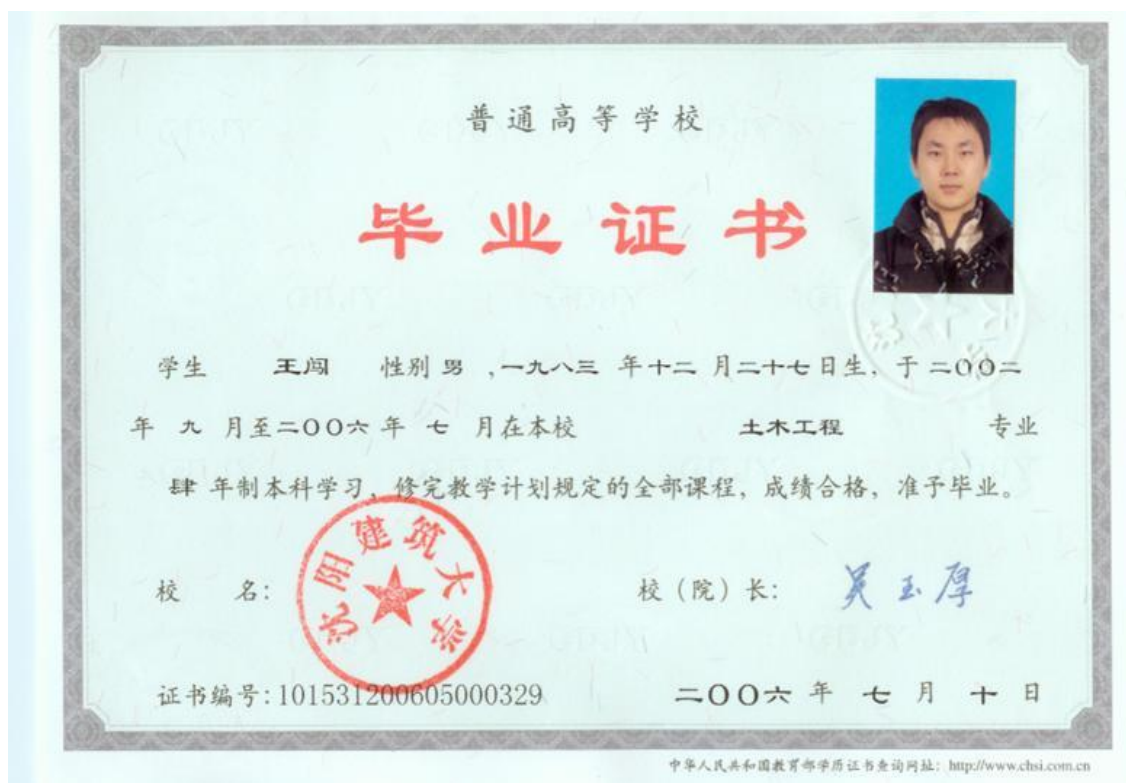 普通高等学校
毕业证书
学生 王闯 性别 男 ,一九八三 年十二 月二十七日生, 于 二〇〇二
年 九 月至二〇〇六 年 七 月在本校 土木工程 专业
肆 年制本科学习、修完教学计划规定的全部课程,成绩合格,准予毕业。
校 名: 沈阳建筑大学
校(院)长: 吴玉厚
证书编号:101531200605000329 二〇〇六 年 七 月 十 日
中华人民共和国教育部学历证书查询网址:http://www.chsi.com.cn